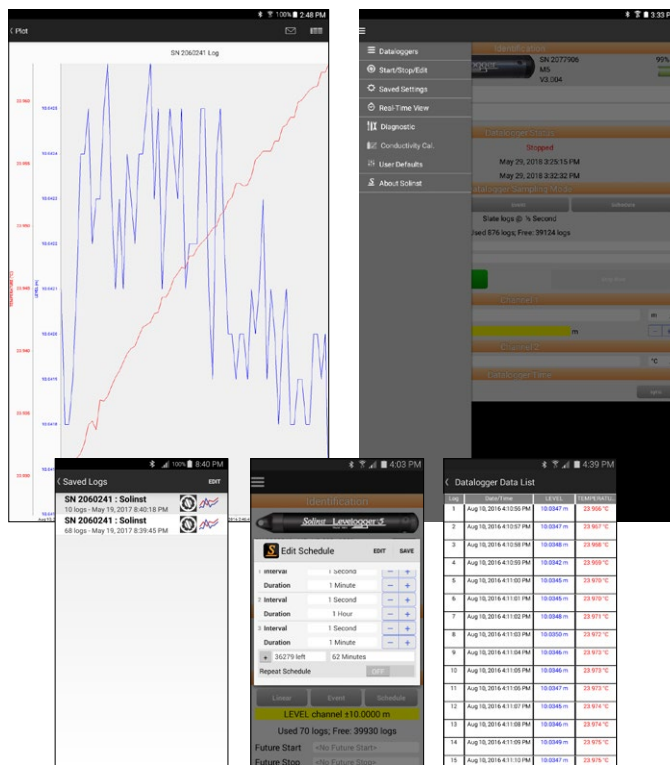 100% 2:48 PM
Plot
SN 2060241 Log
TEMPERATURE (°C)
LEVEL (m)
3:33 P
Dataloggers
Start/Stop/Edit
Saved Settings
Real-Time View
Diagnostic
Conductivity Cal.
User Defaults
About Solinst
Identification
SN 2077906
M5
V3.004
99%
Datalogger Status
Stopped
May 29, 2018 3:25:15 PM
May 29, 2018 3:32:32 PM
Datalogger Sampling Mode
Event
Schedule
Slate logs @ ½ Second
Used 876 logs; Free: 39124 logs
Channel 1
m
m
- +
Channel 2
°C
Datalogger Time
100% 8:40 PM
Saved Logs
EDIT
SN 2060241 : Solinst
10 logs - May 19, 2017 8:40:18 PM
SN 2060241 : Solinst
68 logs - May 19, 2017 8:39:45 PM
4:03 PM
Identification
Solinst Levelogger 5
Edit Schedule EDIT SAVE
1 Interval 1 Second - +
Duration 1 Minute - +
2 Interval 1 Second - +
Duration 1 Hour - +
3 Interval 1 Second - +
Duration 1 Minute - +
+ 36279 left 62 Minutes
Repeat Schedule OFF
Linear Event Schedule
LEVEL channel ±10.0000 m
Used 70 logs; Free: 39930 logs
Future Start <No Future Start>
Future Stop <No Future Stop>
4:39 PM
Datalogger Data List
Log Date/Time LEVEL TEMPERATU...
1 Aug 10, 2016 4:10:56 PM 10.0347 m 23.966 °C
2 Aug 10, 2016 4:10:57 PM 10.0347 m 23.967 °C
3 Aug 10, 2016 4:10:58 PM 10.0348 m 23.968 °C
4 Aug 10, 2016 4:10:59 PM 10.0342 m 23.969 °C
5 Aug 10, 2016 4:11:00 PM 10.0345 m 23.970 °C
6 Aug 10, 2016 4:11:01 PM 10.0345 m 23.970 °C
7 Aug 10, 2016 4:11:02 PM 10.0348 m 23.971 °C
8 Aug 10, 2016 4:11:03 PM 10.0350 m 23.972 °C
9 Aug 10, 2016 4:11:04 PM 10.0346 m 23.973 °C
10 Aug 10, 2016 4:11:05 PM 10.0346 m 23.973 °C
11 Aug 10, 2016 4:11:06 PM 10.0347 m 23.973 °C
12 Aug 10, 2016 4:11:07 PM 10.0345 m 23.974 °C
13 Aug 10, 2016 4:11:08 PM 10.0346 m 23.974 °C
14 Aug 10, 2016 4:11:09 PM 10.0349 m 23.975 °C
15 Aug 10, 2016 4:11:10 PM 10.0347 m 23.975 °C